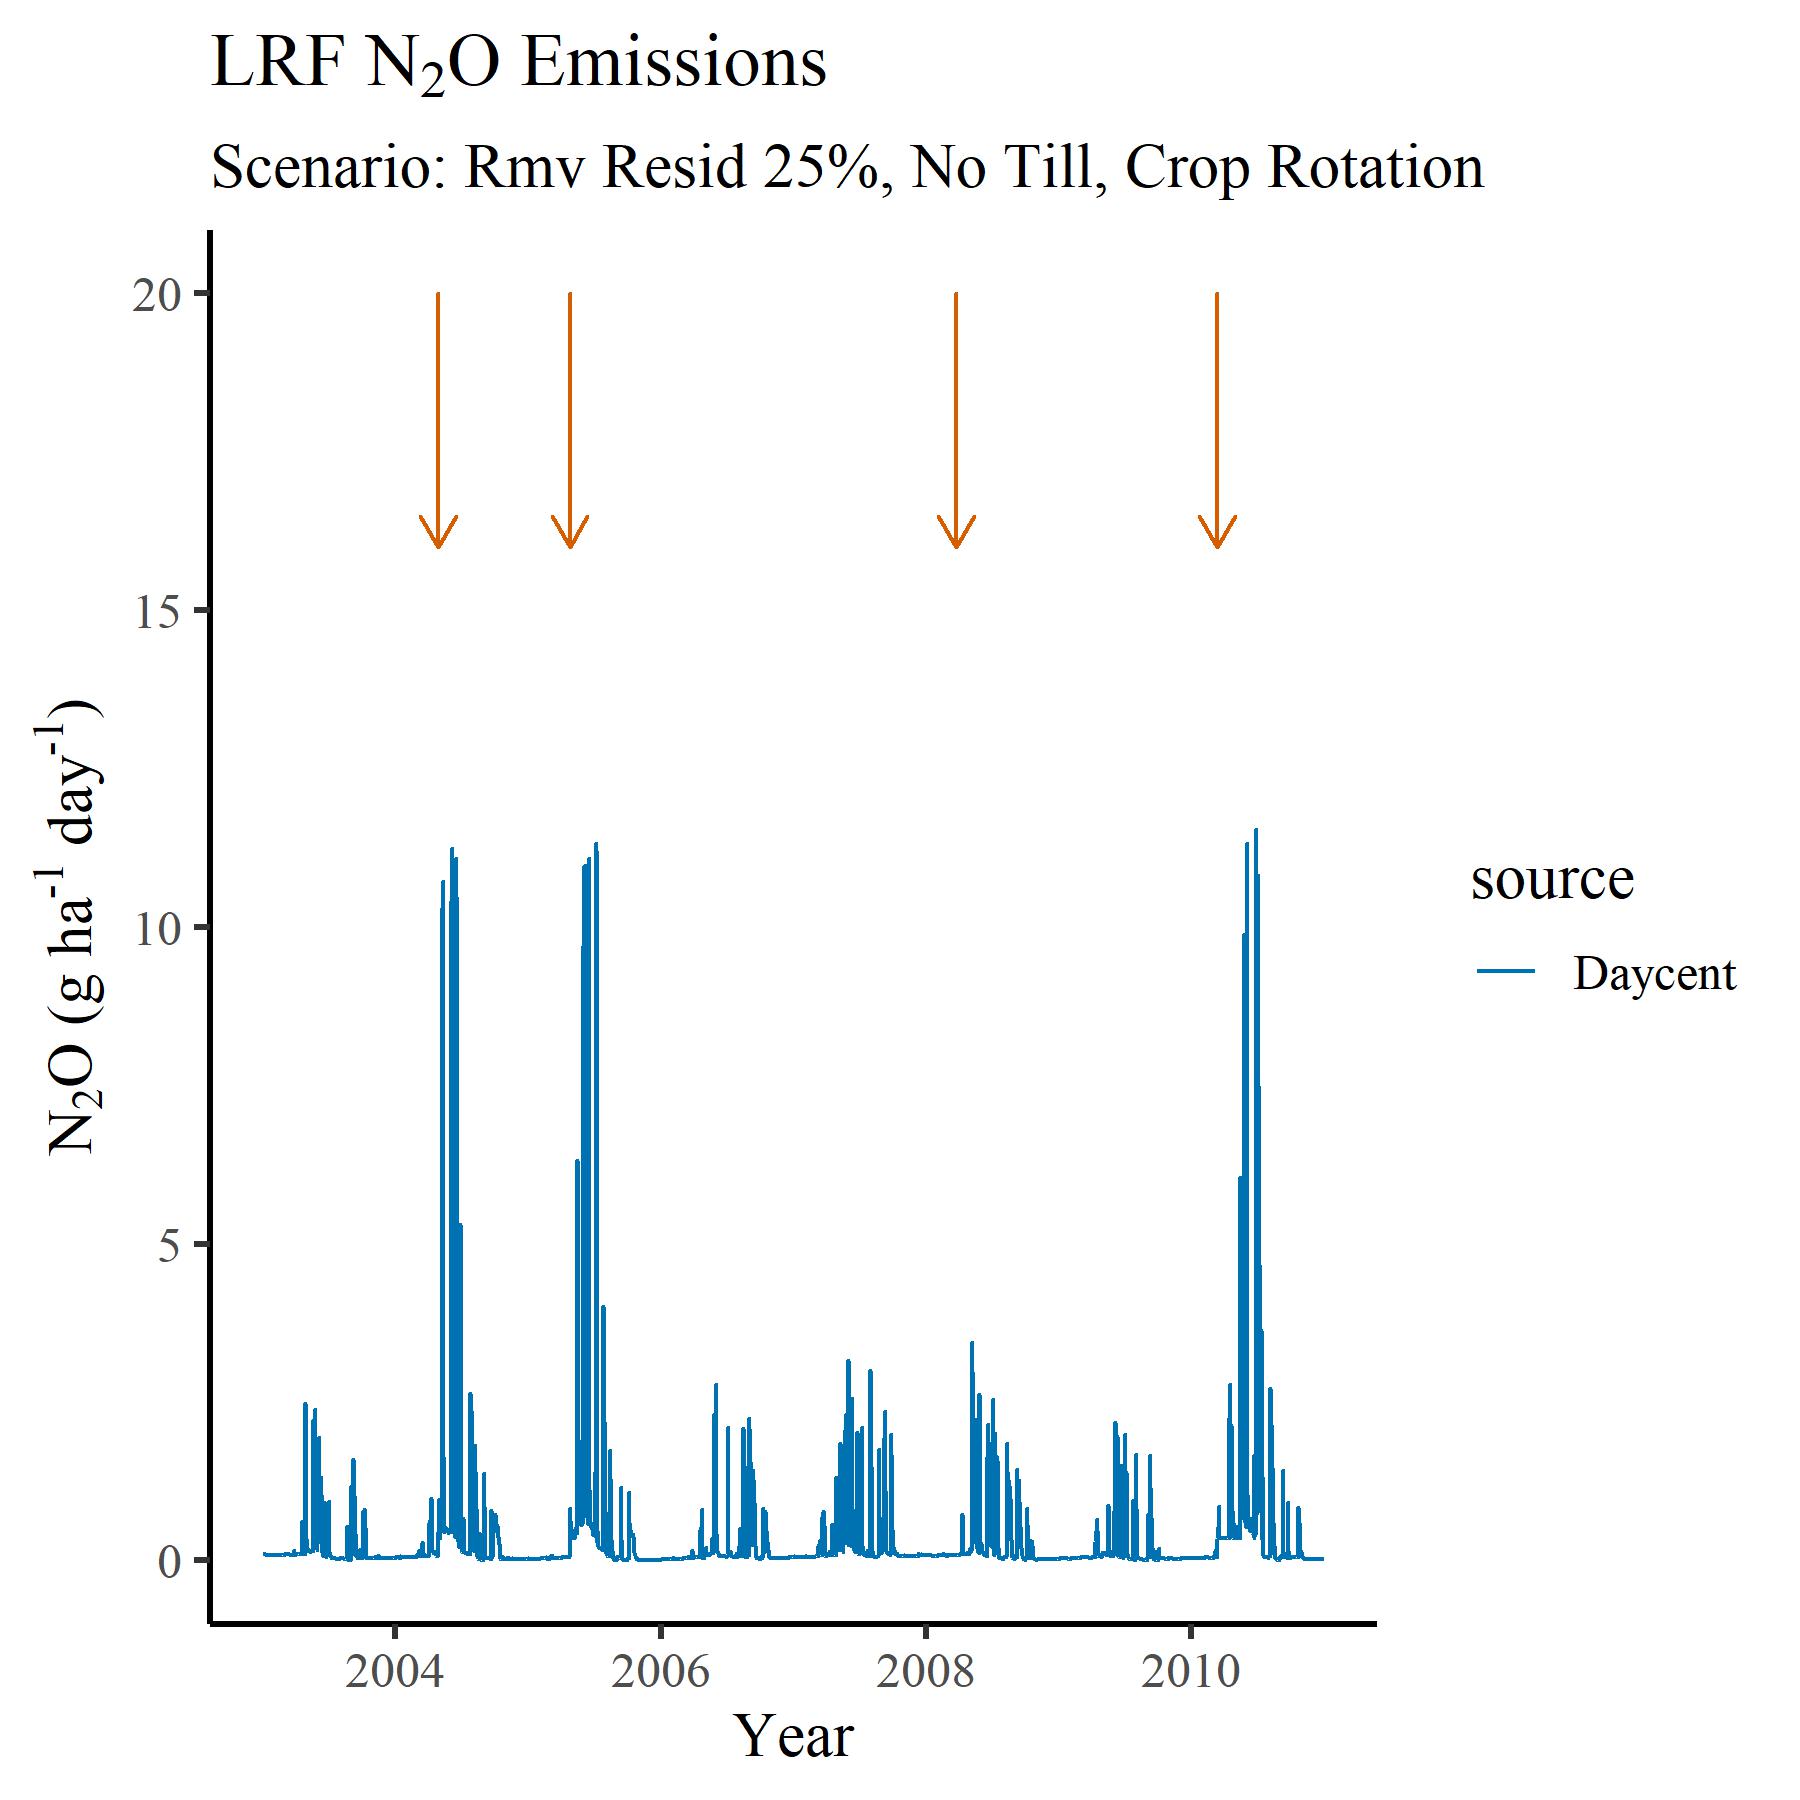 LRF N₂O Emissions
Scenario: Rmv Resid 25%, No Till, Crop Rotation
20
15
10
5
0
N₂O (g ha⁻¹ day⁻¹)
2004 2006 2008 2010
Year
source
Daycent